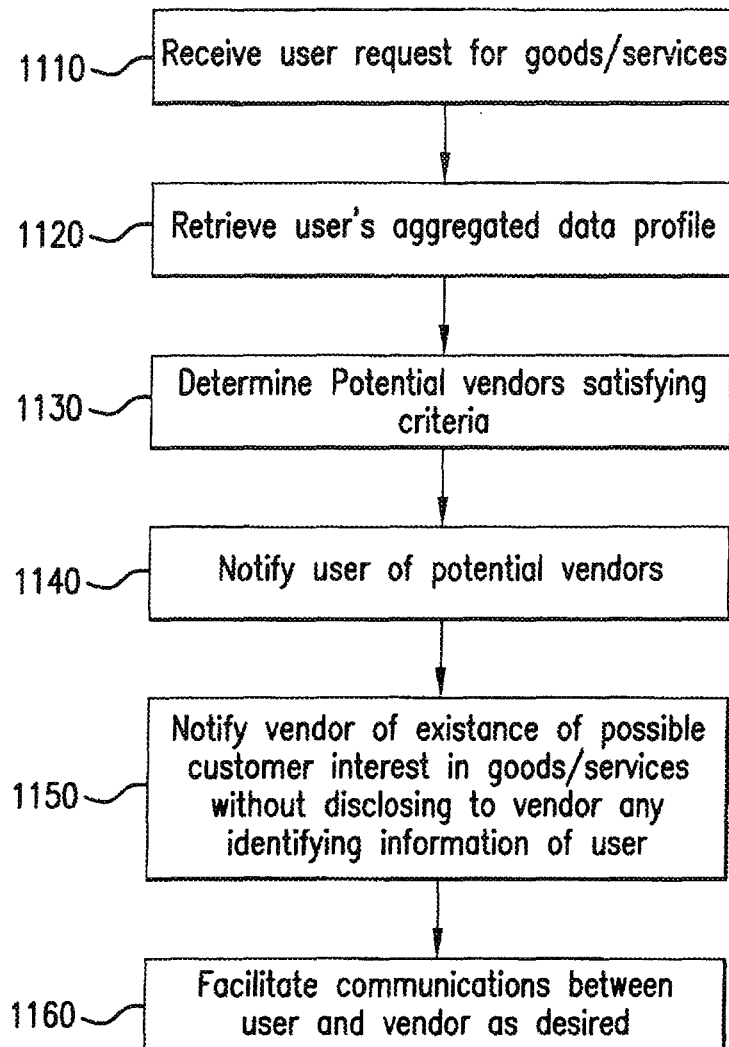 1110
Receive user request for goods/services
1120
Retrieve user's aggregated data profile
1130
Determine Potential vendors satisfying
criteria
1140
Notify user of potential vendors
1150
Notify vendor of existance of possible
customer interest in goods/services
without disclosing to vendor any
identifying information of user
1160
Facilitate communications between
user and vendor as desired